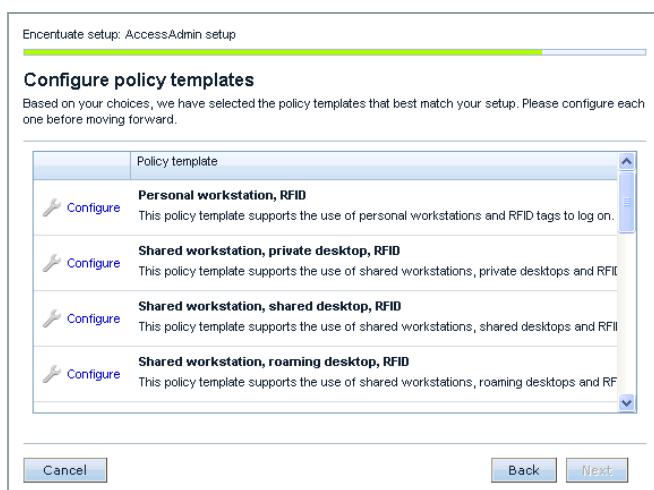 Encentuate setup: AccessAdmin setup
Configure policy templates
Based on your choices, we have selected the policy templates that best match your setup. Please configure each
one before moving forward.
Policy template
Configure
Personal workstation, RFID
This policy template supports the use of personal workstations and RFID tags to log on.
Configure
Shared workstation, private desktop, RFID
This policy template supports the use of shared workstations, private desktops and RFID
Configure
Shared workstation, shared desktop, RFID
This policy template supports the use of shared workstations, shared desktops and RFI
Configure
Shared workstation, roaming desktop, RFID
This policy template supports the use of shared workstations, roaming desktops and RF
Cancel
Back
Next